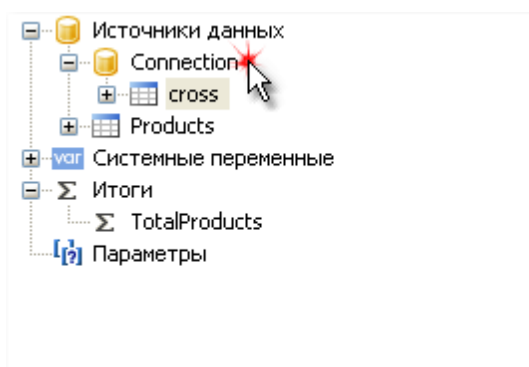 Источники данных
Connection
cross
Products
var Системные переменные
Σ Итоги
Σ TotalProducts
[?] Параметры